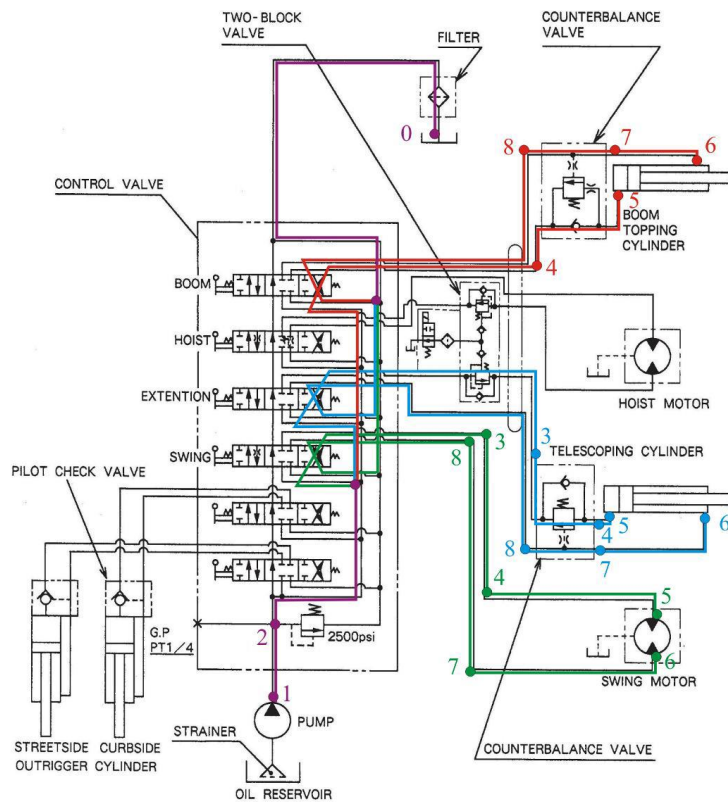 TWO-BLOCK
VALVE
FILTER
COUNTERBALANCE
VALVE
0
8
7
6
5
4
CONTROL VALVE
BOOM
TOPPING
CYLINDER
BOOM
HOIST
HOIST MOTOR
EXTENTION
3
3
TELESCOPING CYLINDER
SWING
8
PILOT CHECK VALVE
5
6
4
8
7
4
5
G.P
PT1/4
2
2500psi
6
7
SWING MOTOR
1
PUMP
STRAINER
STREETSIDE
CURBSIDE
OUTRIGGER CYLINDER
COUNTERBALANCE VALVE
OIL RESERVOIR